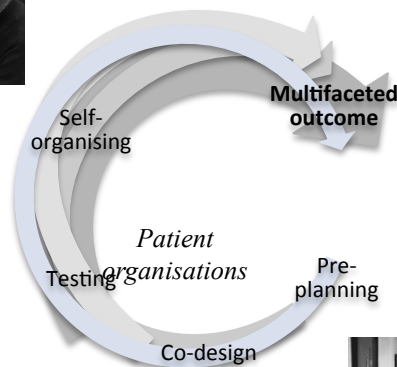 Multifaceted
outcome
Self-
organising
Patient
organisations
Testing
Pre-
planning
Co-design